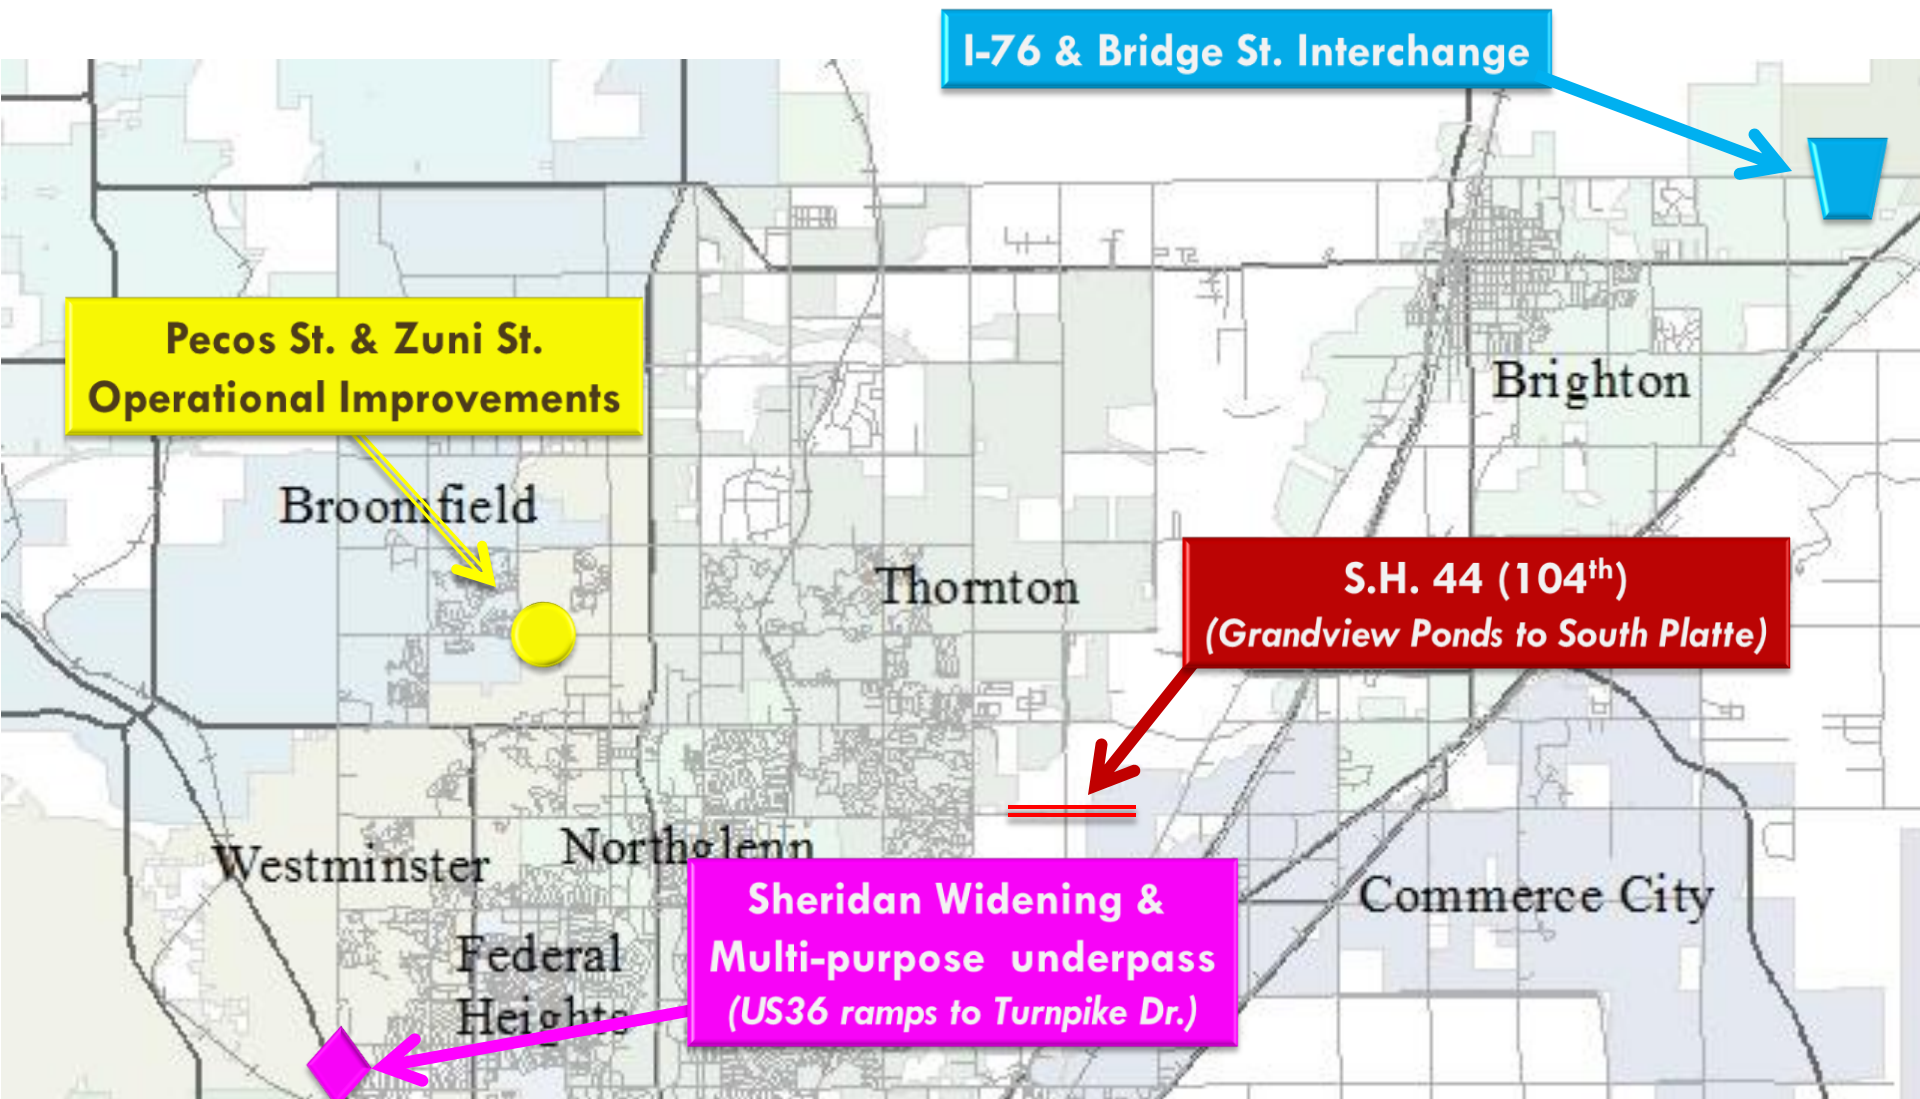 I-76 & Bridge St. Interchange
Pecos St. & Zuni St.
Operational Improvements
Brighton
Broomfield
Thornton
S.H. 44 (104th)
(Grandview Ponds to South Platte)
Northglenn
Westminster
Sheridan Widening &
Multi-purpose underpass
(US36 ramps to Turnpike Dr.)
Commerce City
Federal
Heights